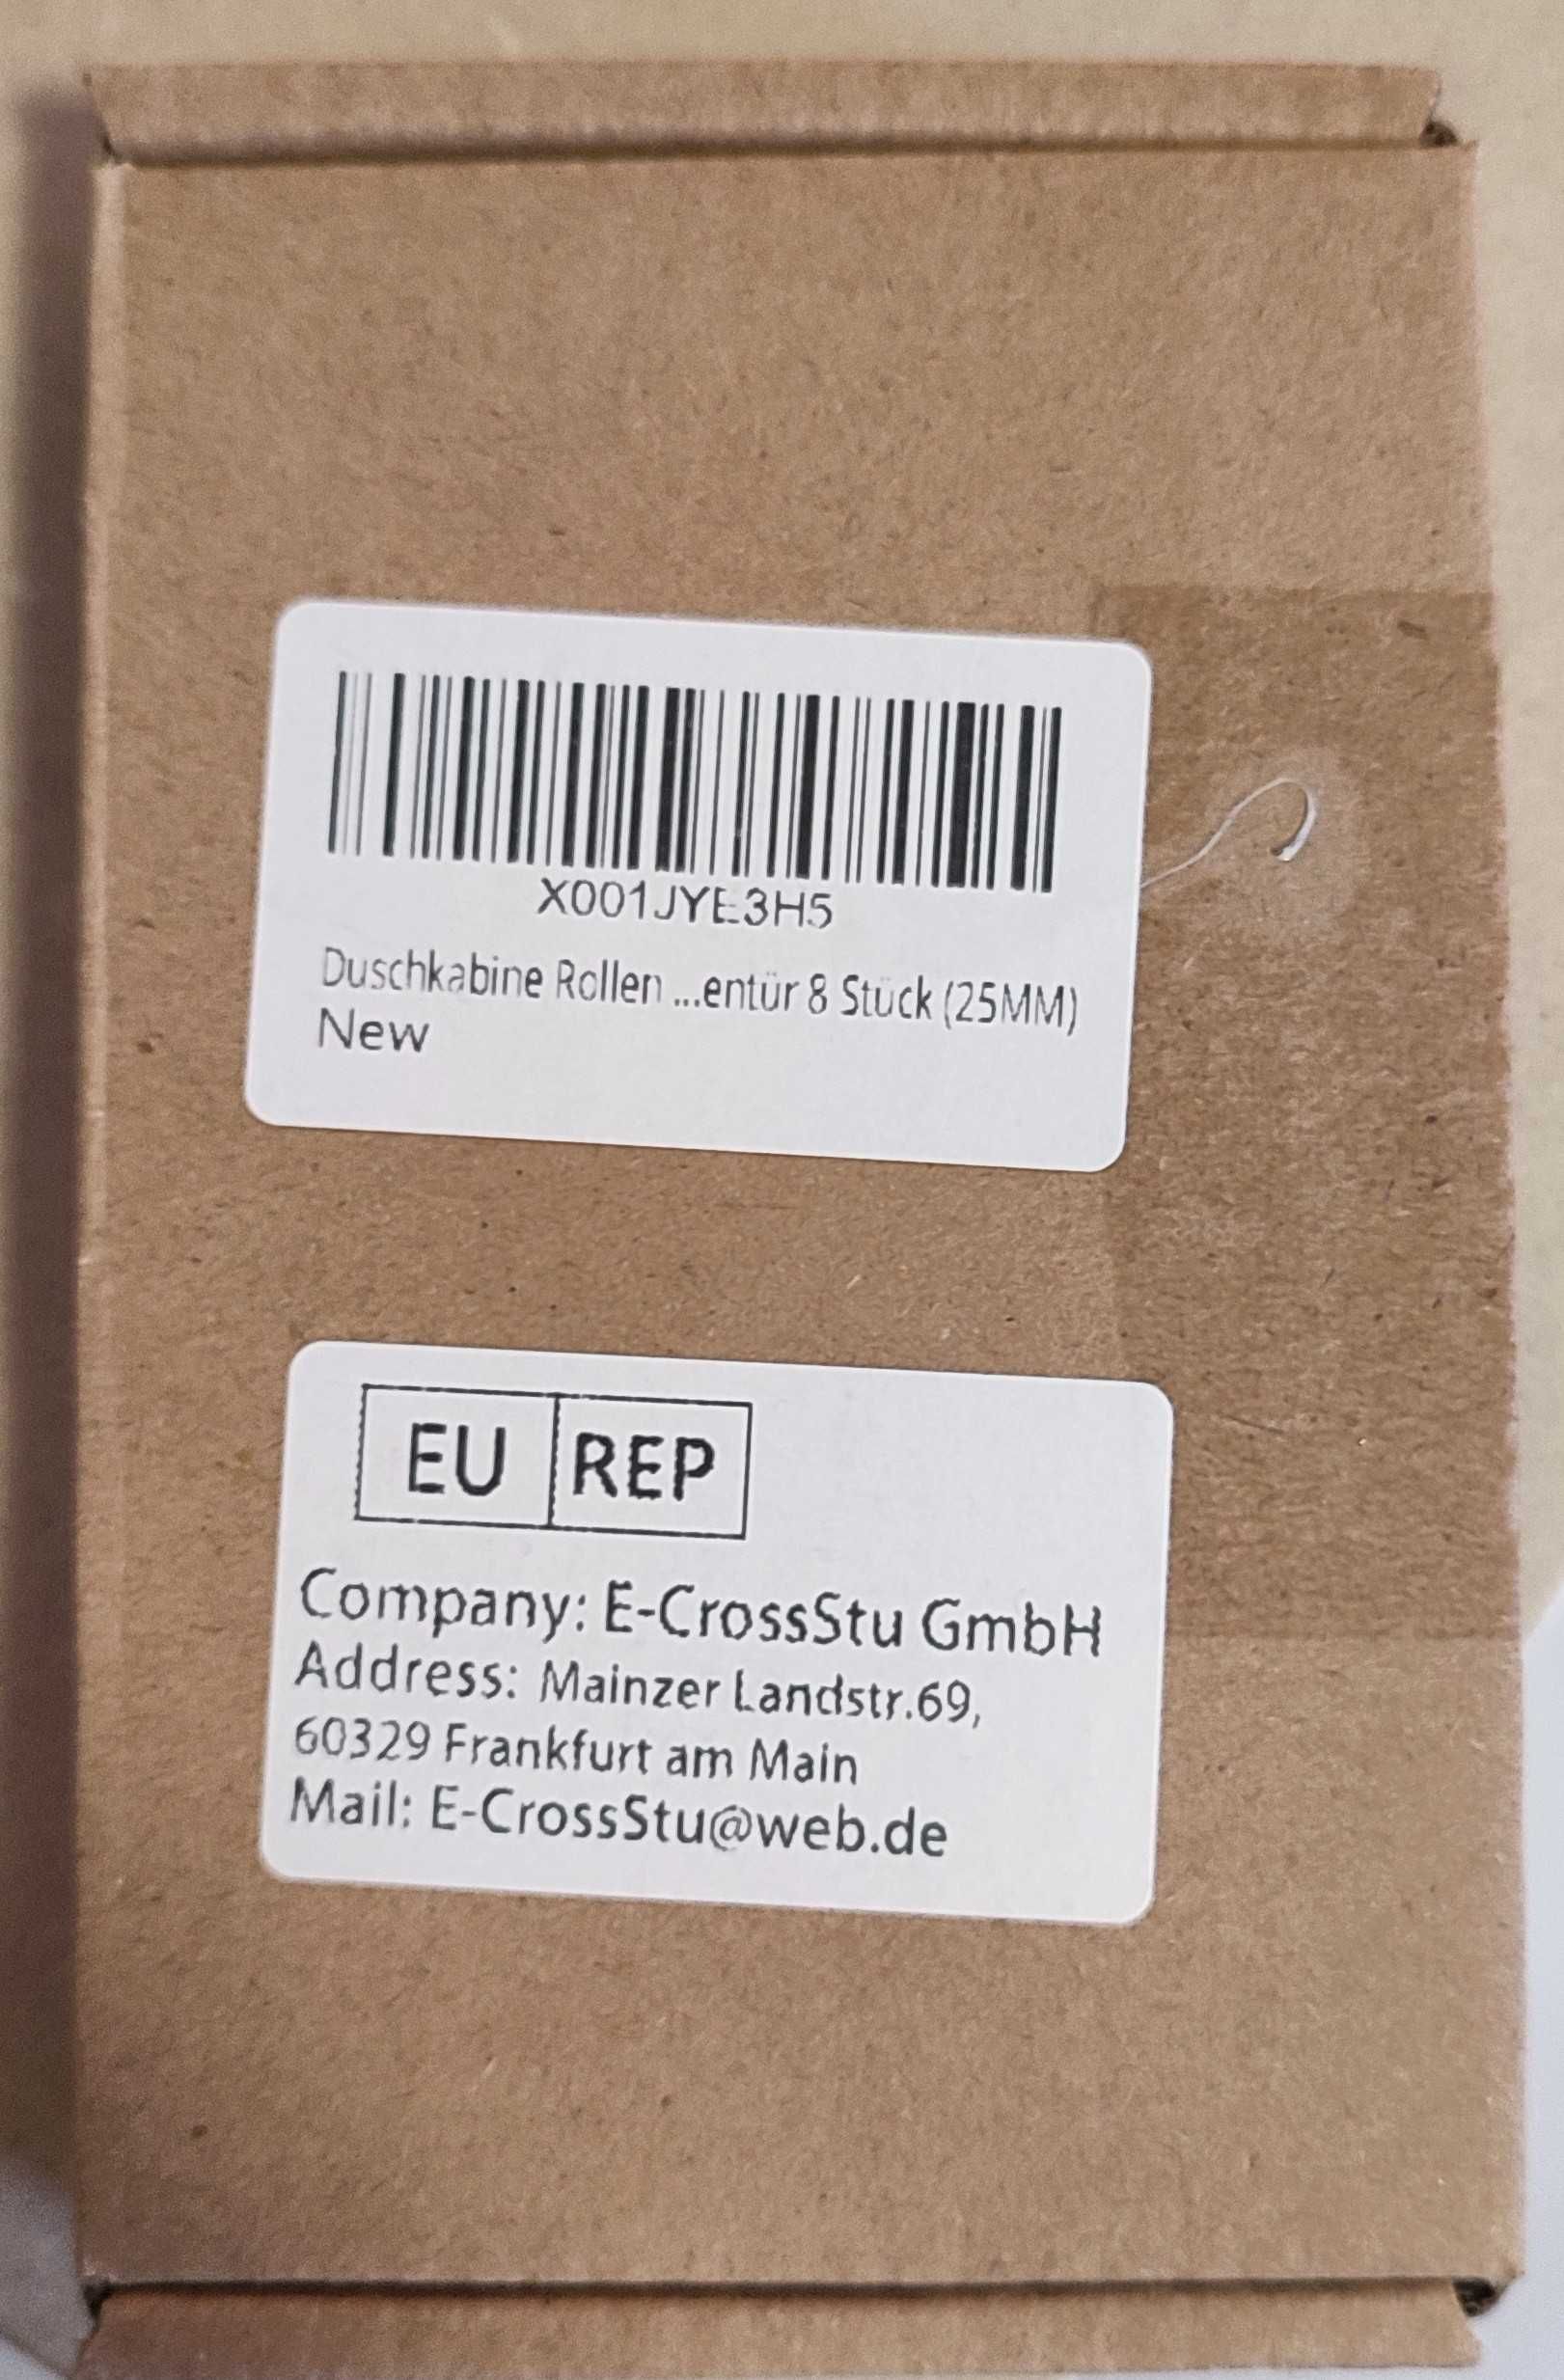 X001JYE3H5
Duschkabine Rollen ...entür 8 Stück (25MM)
New
EU REP
Company: E-CrossStu GmbH
Address: Mainzer Landstr.69,
60329 Frankfurt am Main
Mail: E-CrossStu@web.de